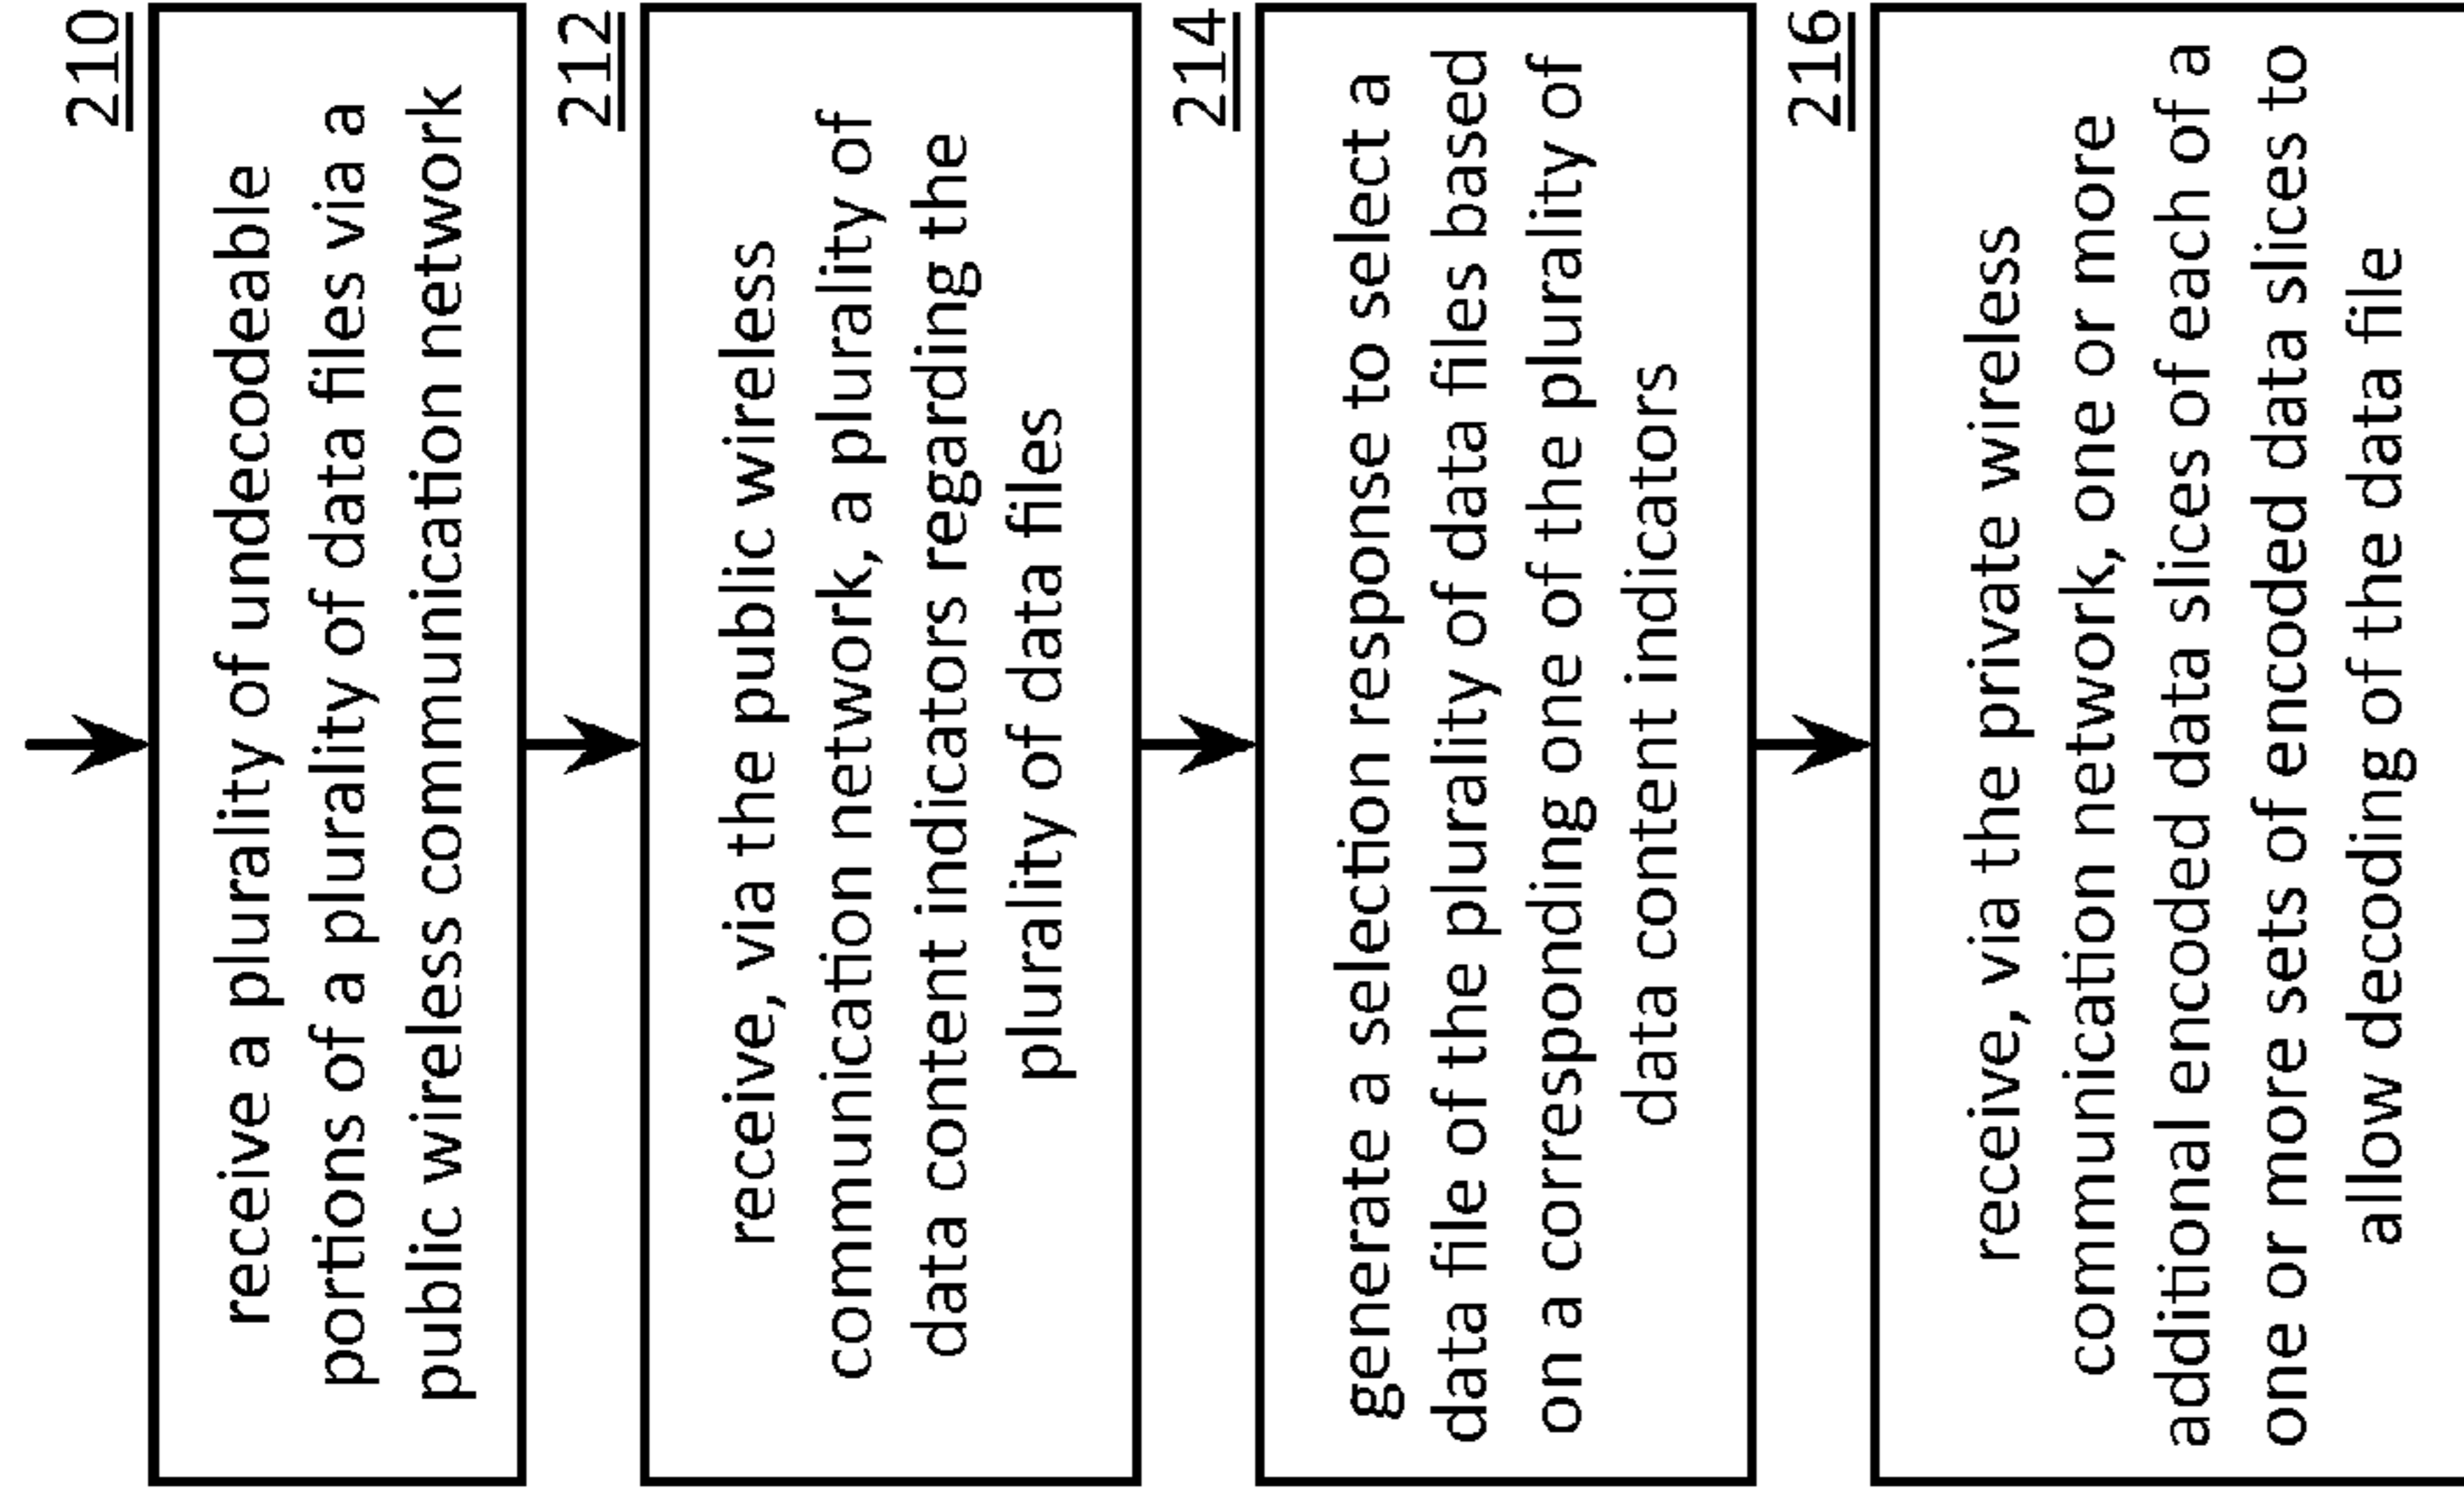 210
receive a plurality of undecodeable
portions of a plurality of data files via a
public wireless communication network
212
receive, via the public wireless
communication network, a plurality of
data content indicators regarding the
plurality of data files
214
generate a selection response to select a
data file of the plurality of data files based
on a corresponding one of the plurality of
data content indicators
216
receive, via the private wireless
communication network, one or more
additional encoded data slices of each of a
one or more sets of encoded data slices to
allow decoding of the data file